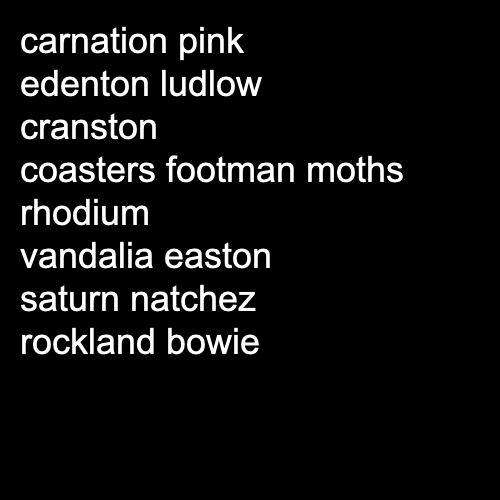 carnation pink
edenton ludlow
cranston
coasters footman moths
rhodium
vandalia easton
saturn natchez
rockland bowie